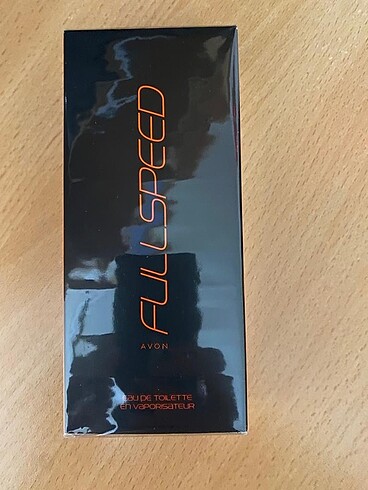 FULLSPEED
AVON
EAU DE TOILETTE
EN VAPORISATEUR